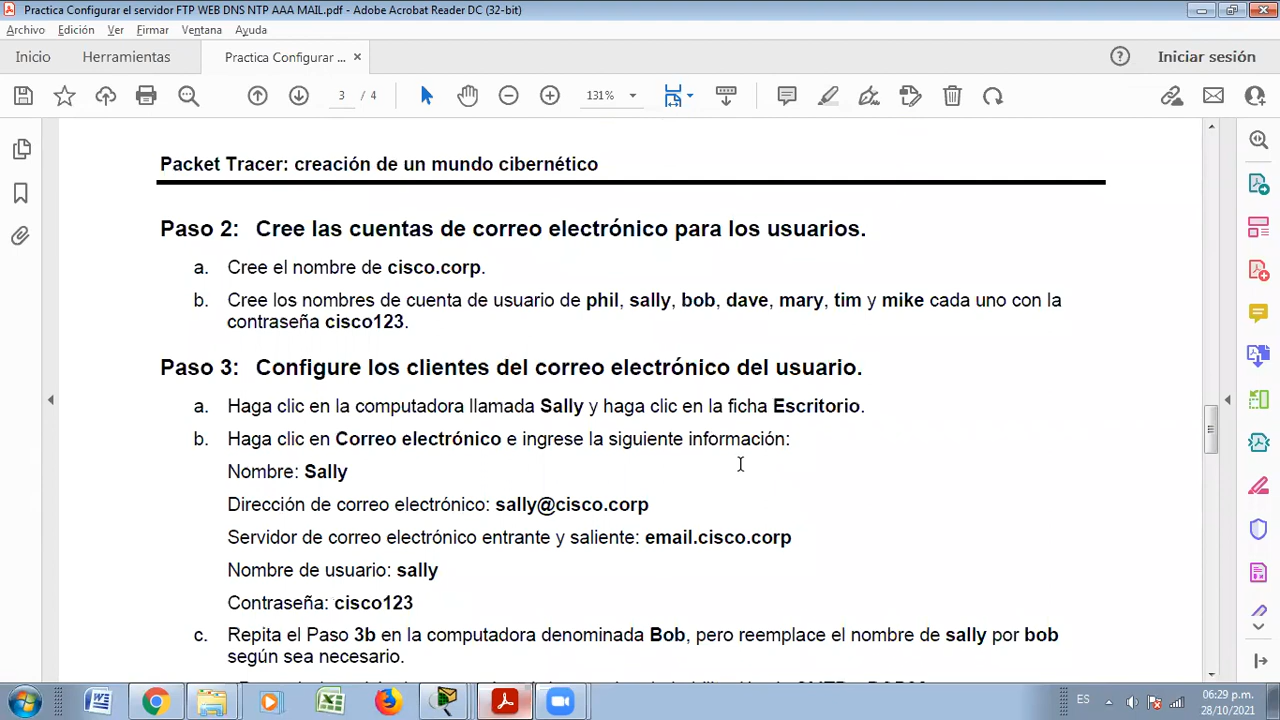 Practica Configurar el servidor FTP WEB DNS NTP AAA MAIL.pdf - Adobe Acrobat Reader DC (32-bit)
Archivo Edición Ver Firmar Ventana Ayuda
Inicio Herramientas Practica Configurar ... × Iniciar sesión
3 / 4 131%
Packet Tracer: creación de un mundo cibernético
Paso 2: Cree las cuentas de correo electrónico para los usuarios.
a. Cree el nombre de cisco.corp.
b. Cree los nombres de cuenta de usuario de phil, sally, bob, dave, mary, tim y mike cada uno con la
contraseña cisco123.
Paso 3: Configure los clientes del correo electrónico del usuario.
a. Haga clic en la computadora llamada Sally y haga clic en la ficha Escritorio.
b. Haga clic en Correo electrónico e ingrese la siguiente información:
Nombre: Sally
Dirección de correo electrónico: sally@cisco.corp
Servidor de correo electrónico entrante y saliente: email.cisco.corp
Nombre de usuario: sally
Contraseña: cisco123
c. Repita el Paso 3b en la computadora denominada Bob, pero reemplace el nombre de sally por bob
según sea necesario.
ES 06:29 p.m.
28/10/2021